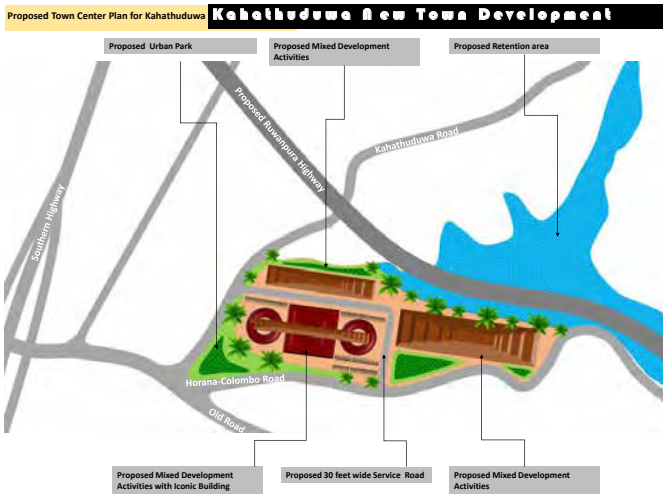 Proposed Town Center Plan for Kahathuduwa
Kahathuduwa New Town Development
Proposed Urban Park
Proposed Mixed Development
Activities
Proposed Retention area
Proposed Ruwanpura Highway
Kahathuduwa Road
Southern Highway
Horana-Colombo Road
Old Road
Proposed Mixed Development
Activities with Iconic Building
Proposed 30 feet wide Service Road
Proposed Mixed Development
Activities